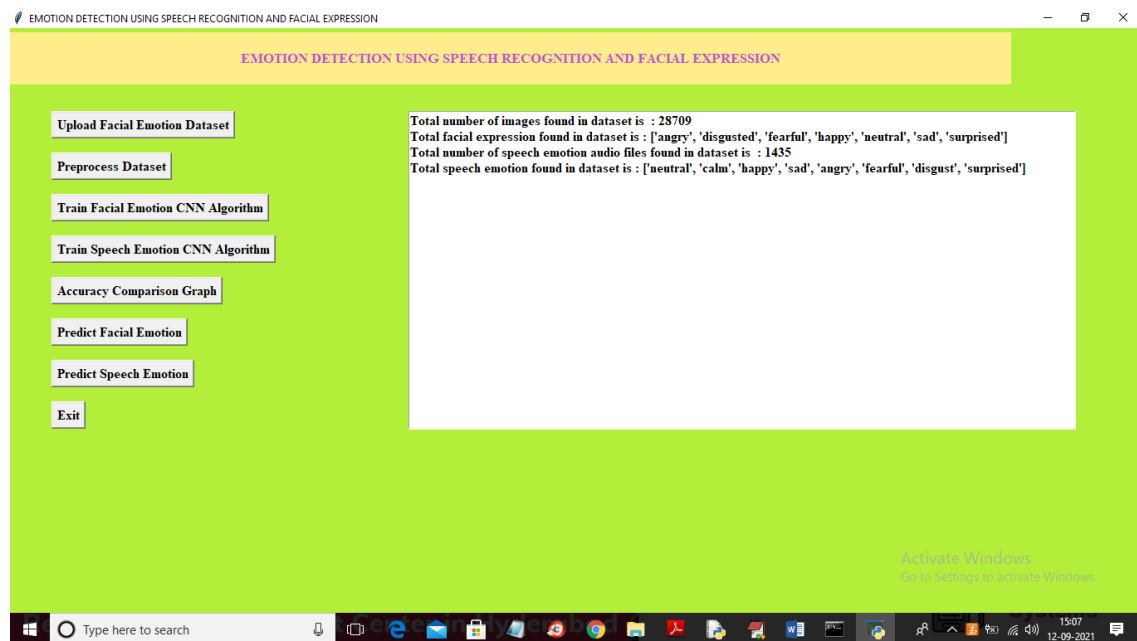 EMOTION DETECTION USING SPEECH RECOGNITION AND FACIAL EXPRESSION
EMOTION DETECTION USING SPEECH RECOGNITION AND FACIAL EXPRESSION
Upload Facial Emotion Dataset
Preprocess Dataset
Train Facial Emotion CNN Algorithm
Train Speech Emotion CNN Algorithm
Accuracy Comparison Graph
Predict Facial Emotion
Predict Speech Emotion
Exit
Total number of images found in dataset is : 28709
Total facial expression found in dataset is : ['angry', 'disgusted', 'fearful', 'happy', 'neutral', 'sad', 'surprised']
Total number of speech emotion audio files found in dataset is : 1435
Total speech emotion found in dataset is : ['neutral', 'calm', 'happy', 'sad', 'angry', 'fearful', 'disgust', 'surprised']
Activate Windows
Go to Settings to activate Windows.
Type here to search
15:07
12-09-2021